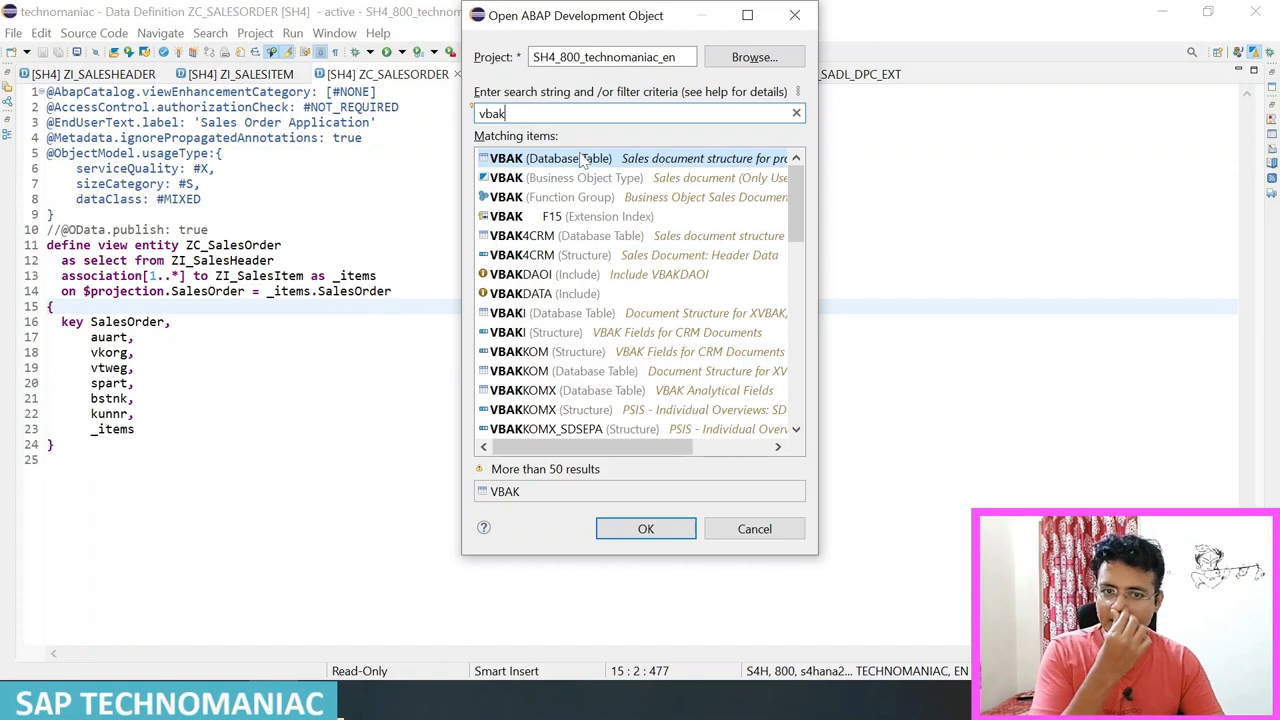 technomaniac - Data Definition ZC_SALESORDER [SH4] - active - SH4_800_technom
File Edit Source Code Navigate Search Project Run Window Help
[SH4] ZI_SALESHEADER [SH4] ZI_SALESITEM [SH4] ZC_SALESORDER _SADL_DPC_EXT
1 @AbapCatalog.viewEnhancementCategory: [#NONE]
2 @AccessControl.authorizationCheck: #NOT_REQUIRED
3 @EndUserText.label: 'Sales Order Application'
4 @Metadata.ignorePropagatedAnnotations: true
5 @ObjectModel.usageType:{
6 serviceQuality: #X,
7 sizeCategory: #S,
8 dataClass: #MIXED
9 }
10 //@OData.publish: true
11 define view entity ZC_SalesOrder
12 as select from ZI_SalesHeader
13 association[1..*] to ZI_SalesItem as _items
14 on $projection.SalesOrder = _items.SalesOrder
15 {
16 key SalesOrder,
17 auart,
18 vkorg,
19 vtweg,
20 spart,
21 bstnk,
22 kunnr,
23 _items
24 }
25
Open ABAP Development Object
Project: * SH4_800_technomaniac_en Browse...
Enter search string and /or filter criteria (see help for details)
vbak
Matching items:
VBAK (Database Table) Sales document structure for pro
VBAK (Business Object Type) Sales document (Only Use
VBAK (Function Group) Business Object Sales Documen
VBAK F15 (Extension Index)
VBAK4CRM (Database Table) Sales document structure
VBAK4CRM (Structure) Sales Document: Header Data
VBAKDAOI (Include) Include VBAKDAOI
VBAKDATA (Include)
VBAKI (Database Table) Document Structure for XVBAK,
VBAKI (Structure) VBAK Fields for CRM Documents
VBAKKOM (Structure) VBAK Fields for CRM Documents
VBAKKOM (Database Table) Document Structure for XV
VBAKKOMX (Database Table) VBAK Analytical Fields
VBAKKOMX (Structure) PSIS - Individual Overviews: SD
VBAKKOMX_SDSEPA (Structure) PSIS - Individual Overv
More than 50 results
VBAK
OK Cancel
Read-Only Smart Insert 15 : 2 : 477 S4H, 800, s4hana2... TECHNOMANIAC, EN
SAP TECHNOMANIAC